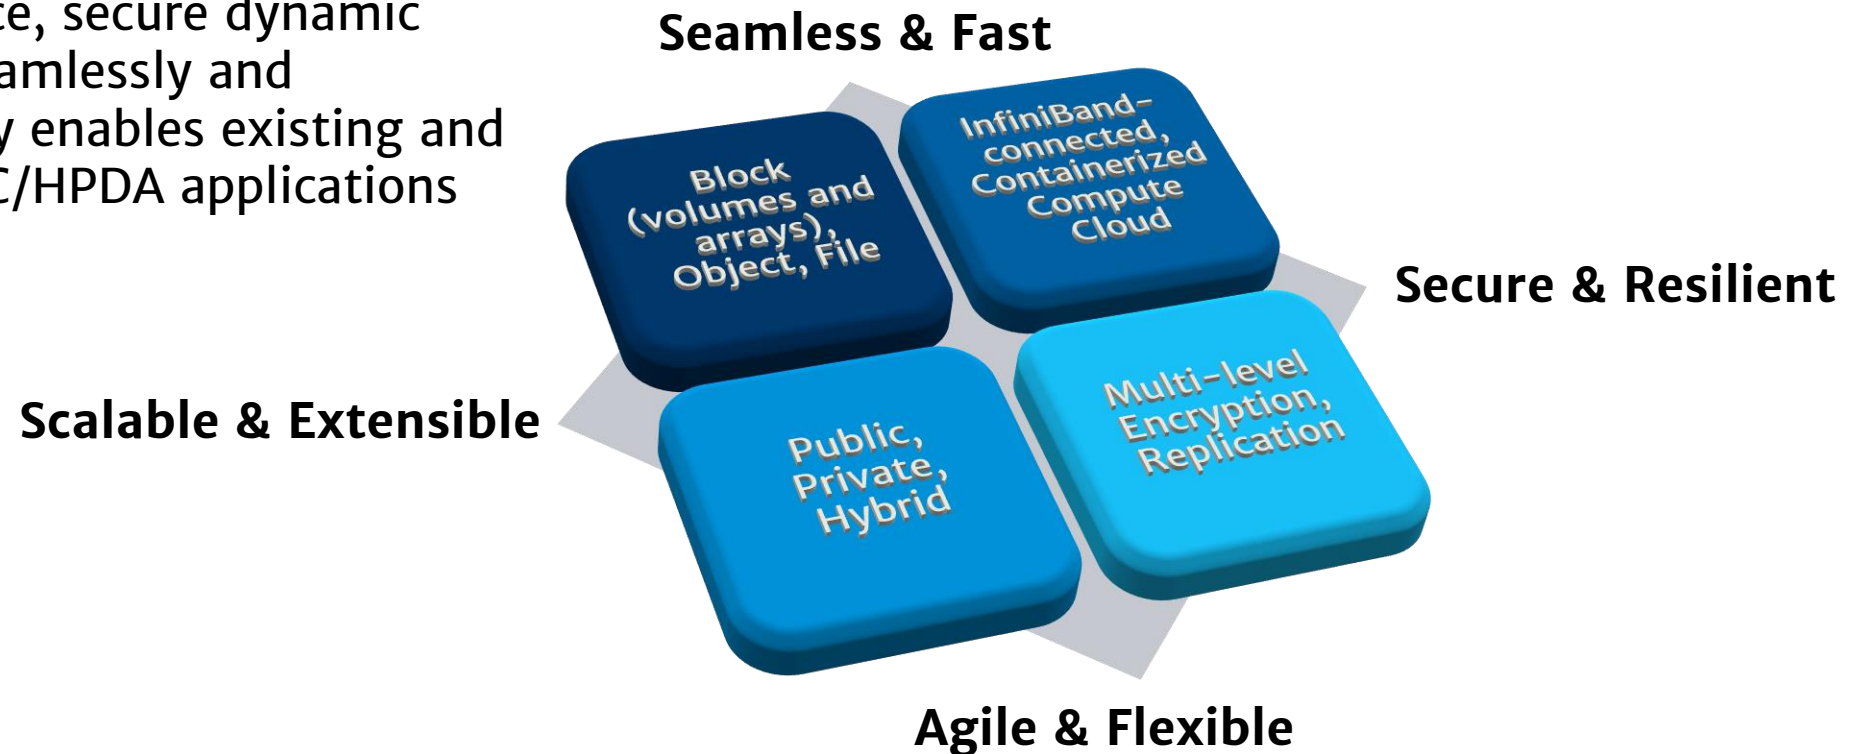 ce, secure dynamic
amlessly and
y enables existing and
C/HPDA applications
Seamless & Fast
Block
(volumes and
arrays),
Object, File
InfiniBand-
connected,
Containerized
Compute
Cloud
Secure & Resilient
Scalable & Extensible
Public,
Private,
Hybrid
Multi-level
Encryption,
Replication
Agile & Flexible